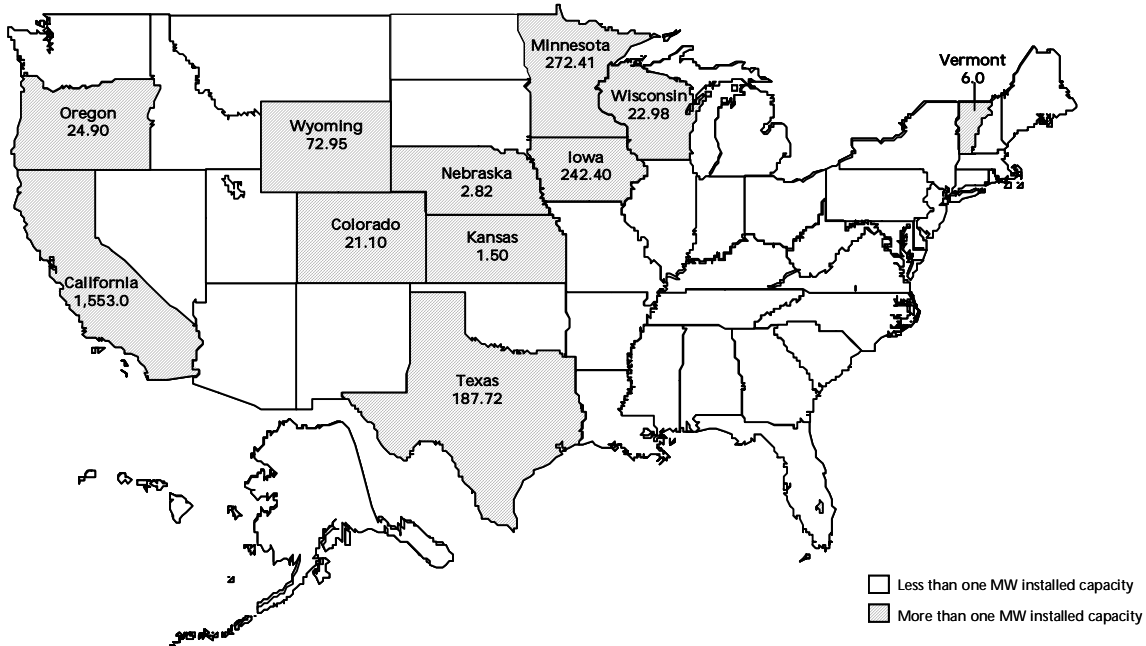 Minnesota
272.41
Vermont
6.0
Wisconsin
22.98
Oregon
24.90
Wyoming
72.95
Iowa
242.40
Nebraska
2.82
Colorado
21.10
Kansas
1.50
California
1,553.0
Texas
187.72
Less than one MW installed capacity
More than one MW installed capacity